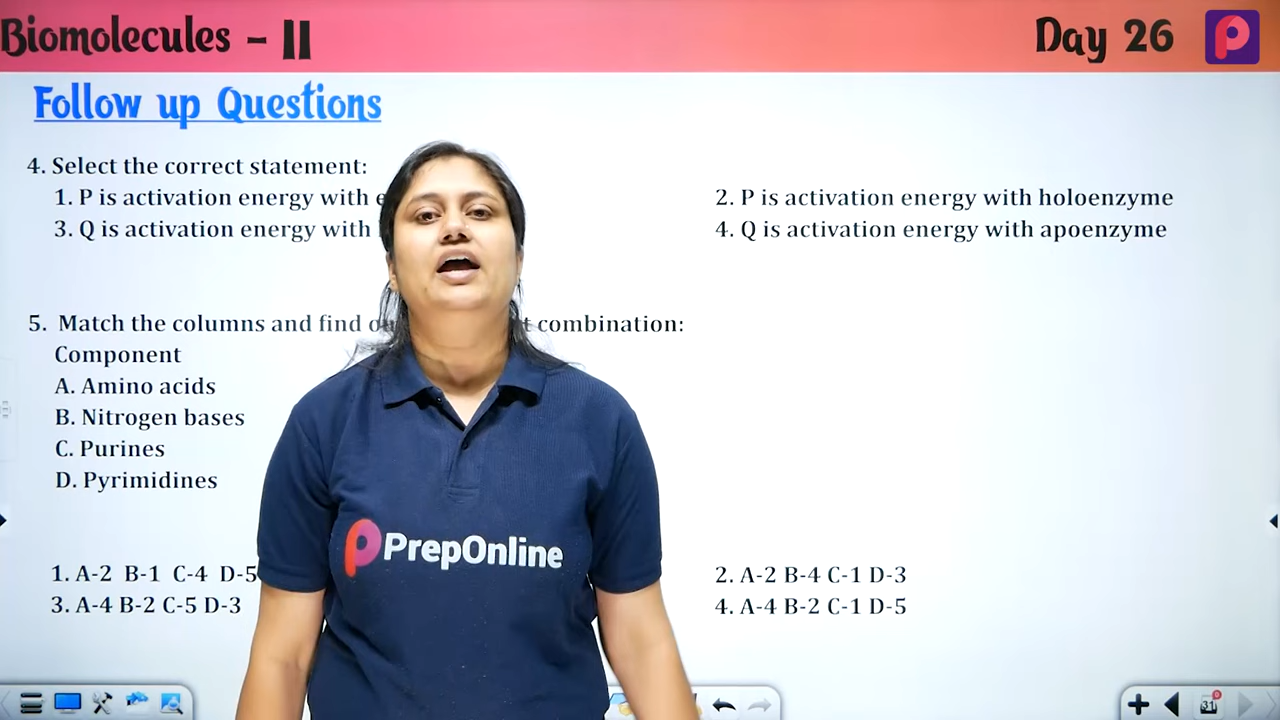 Biomolecules - II
Day 26
Follow up Questions
4. Select the correct statement:
1. P is activation energy with
2. P is activation energy with holoenzyme
3. Q is activation energy with
4. Q is activation energy with apoenzyme
5. Match the columns and find combination:
Component
A. Amino acids
B. Nitrogen bases
C. Purines
D. Pyrimidines
1. A-2 B-1 C-4 D-5
2. A-2 B-4 C-1 D-3
3. A-4 B-2 C-5 D-3
4. A-4 B-2 C-1 D-5
PrepOnline
31